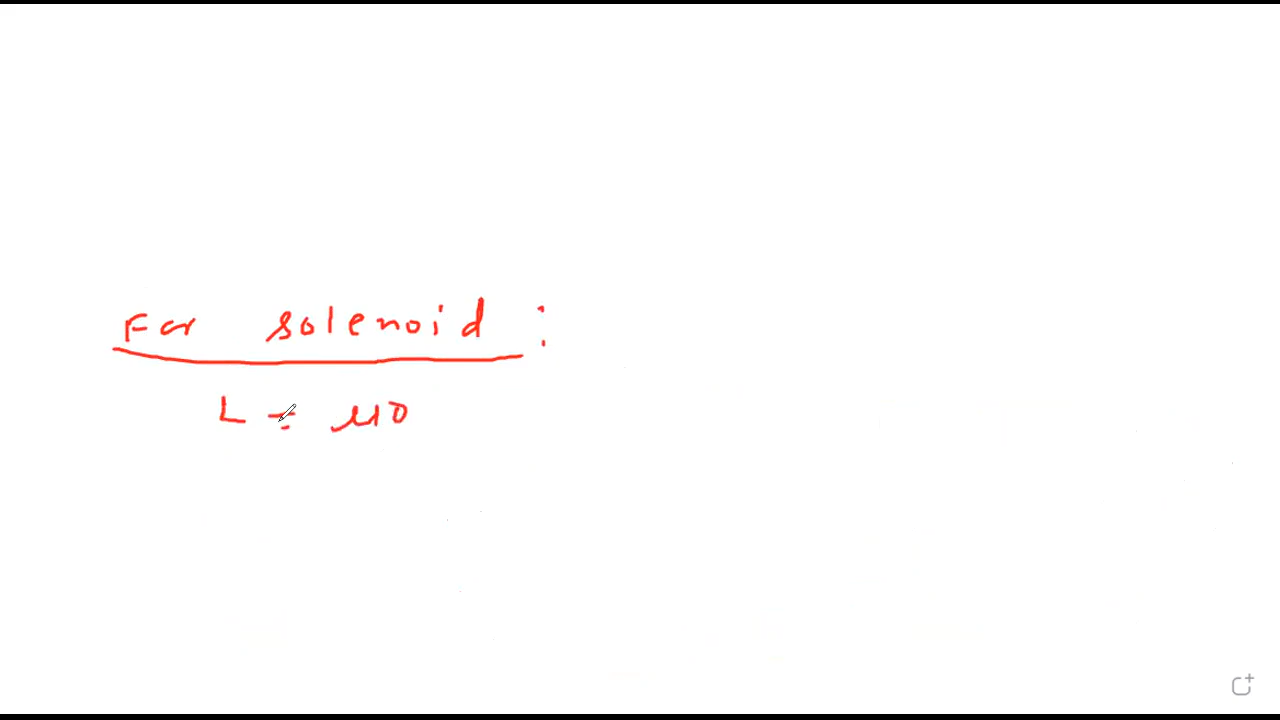 For solenoid :
L = μ0